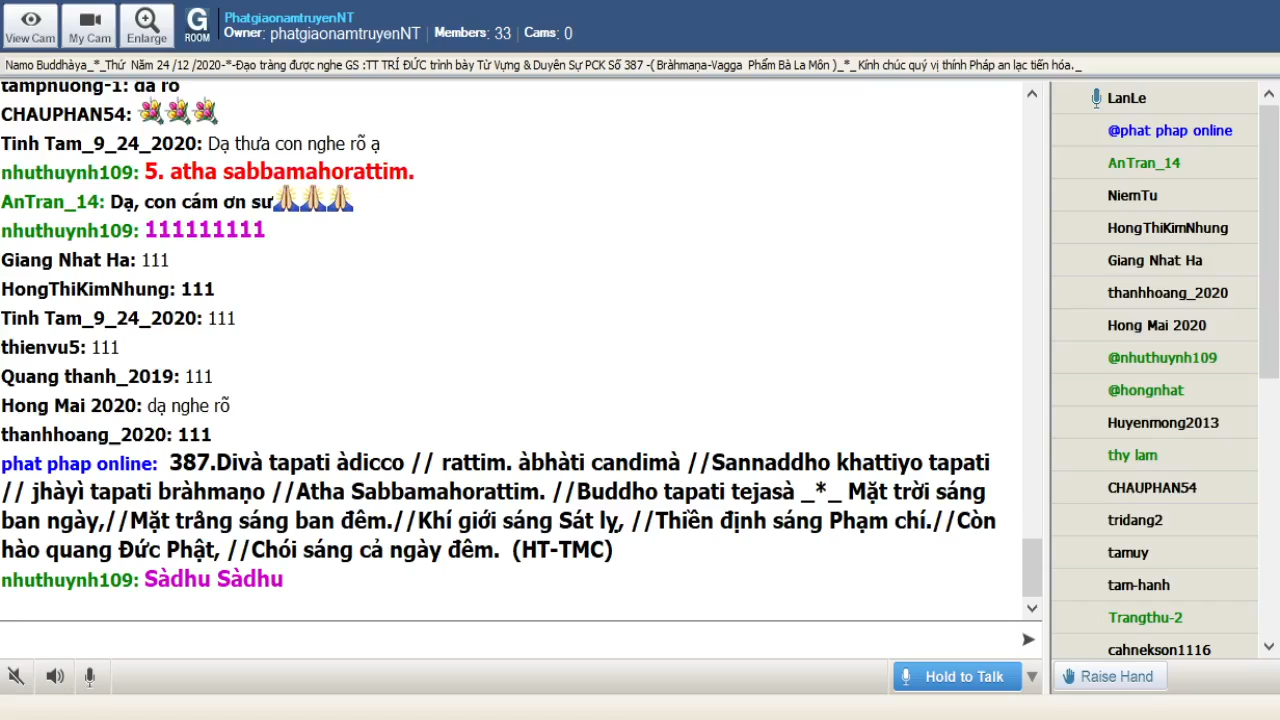 View Cam
My Cam
Enlarge
G
ROOM
PhatgiaonamtruyenNT
Owner: phatgiaonamtruyenNT | Members: 33 | Cams: 0
Namo Buddhàya_*_Thứ Năm 24 /12 /2020-*-Đạo tràng được nghe GS :TT TRÍ ĐỨC trình bày Từ Vựng & Duyên Sự PCK Số 387 -( Bràhmaṇa-Vagga Phẩm Bà La Môn )_*_Kính chúc quý vị thính Pháp an lạc tiến hóa._
tamphuong-1: da ro
CHAUPHAN54:
Tinh Tam_9_24_2020: Dạ thưa con nghe rõ ạ
nhuthuynh109: 5. atha sabbamahorattim.
AnTran_14: Dạ, con cám ơn sư
nhuthuynh109: 111111111
Giang Nhat Ha: 111
HongThiKimNhung: 111
Tinh Tam_9_24_2020: 111
thienvu5: 111
Quang thanh_2019: 111
Hong Mai 2020: dạ nghe rõ
thanhhoang_2020: 111
phat phap online: 387.Divà tapati àdicco // rattim. àbhàti candimà //Sannaddho khattiyo tapati
// jhàyì tapati bràhmaṇo //Atha Sabbamahorattim. //Buddho tapati tejasà _*_ Mặt trời sáng
ban ngày,//Mặt trăng sáng ban đêm.//Khí giới sáng Sát lỵ, //Thiền định sáng Phạm chí.//Còn
hào quang Đức Phật, //Chói sáng cả ngày đêm. (HT-TMC)
nhuthuynh109: Sàdhu Sàdhu
LanLe
@phat phap online
AnTran_14
NiemTu
HongThiKimNhung
Giang Nhat Ha
thanhhoang_2020
Hong Mai 2020
@nhuthuynh109
@hongnhat
Huyenmong2013
thy lam
CHAUPHAN54
tridang2
tamuy
tam-hanh
Trangthu-2
cahnekson1116
Hold to Talk
Raise Hand